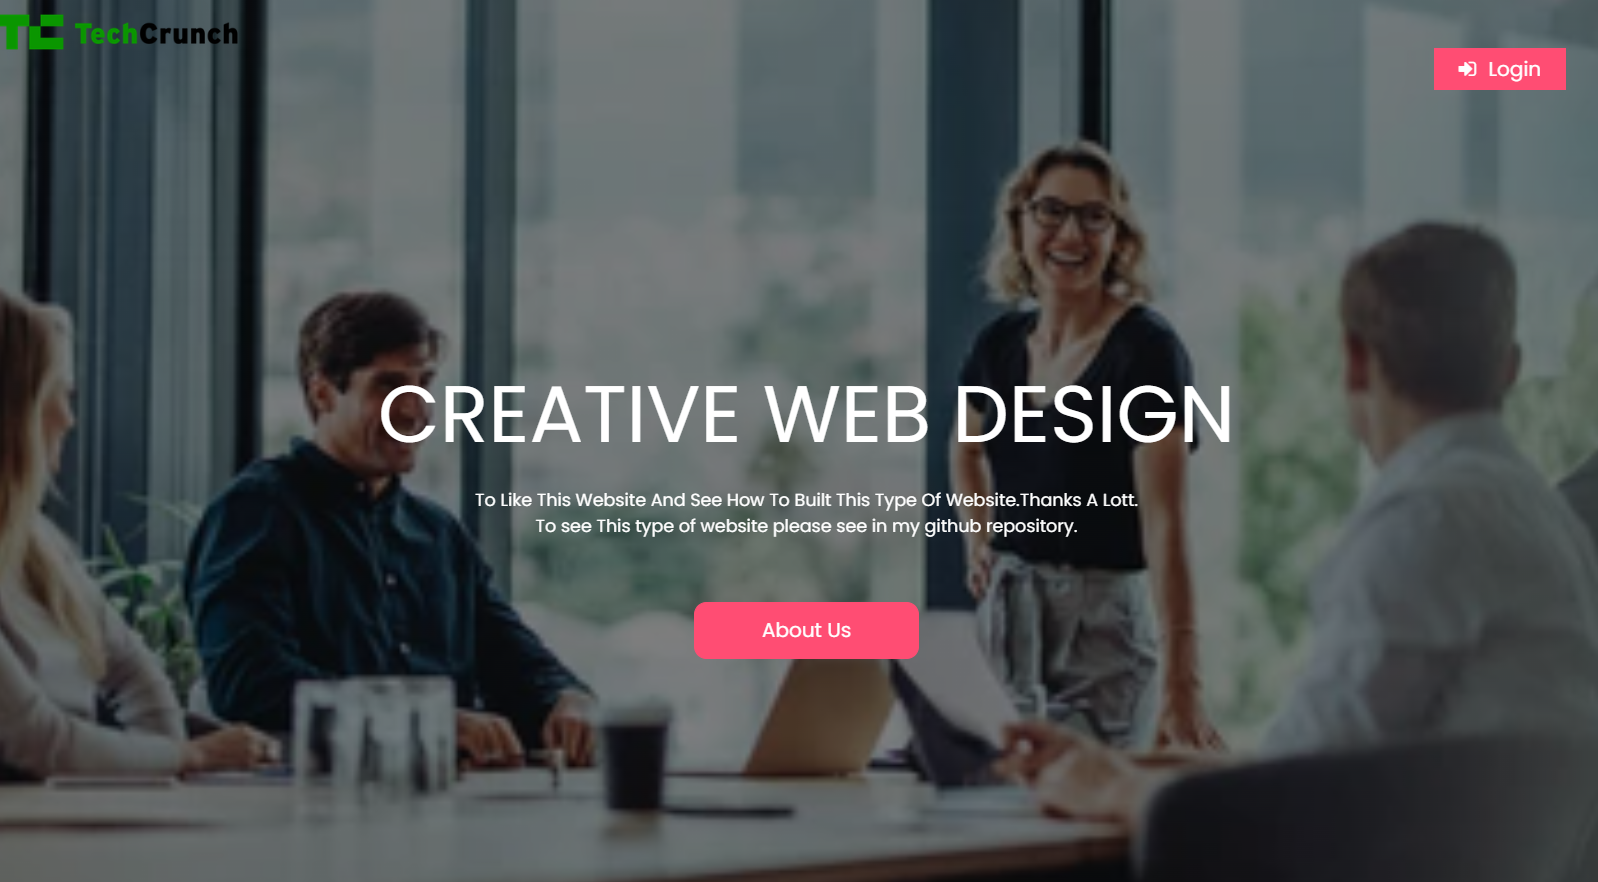 TC TechCrunch
Login
CREATIVE WEB DESIGN
To Like This Website And See How To Built This Type Of Website.Thanks A Lott.
To see This type of website please see in my github repository.
About Us